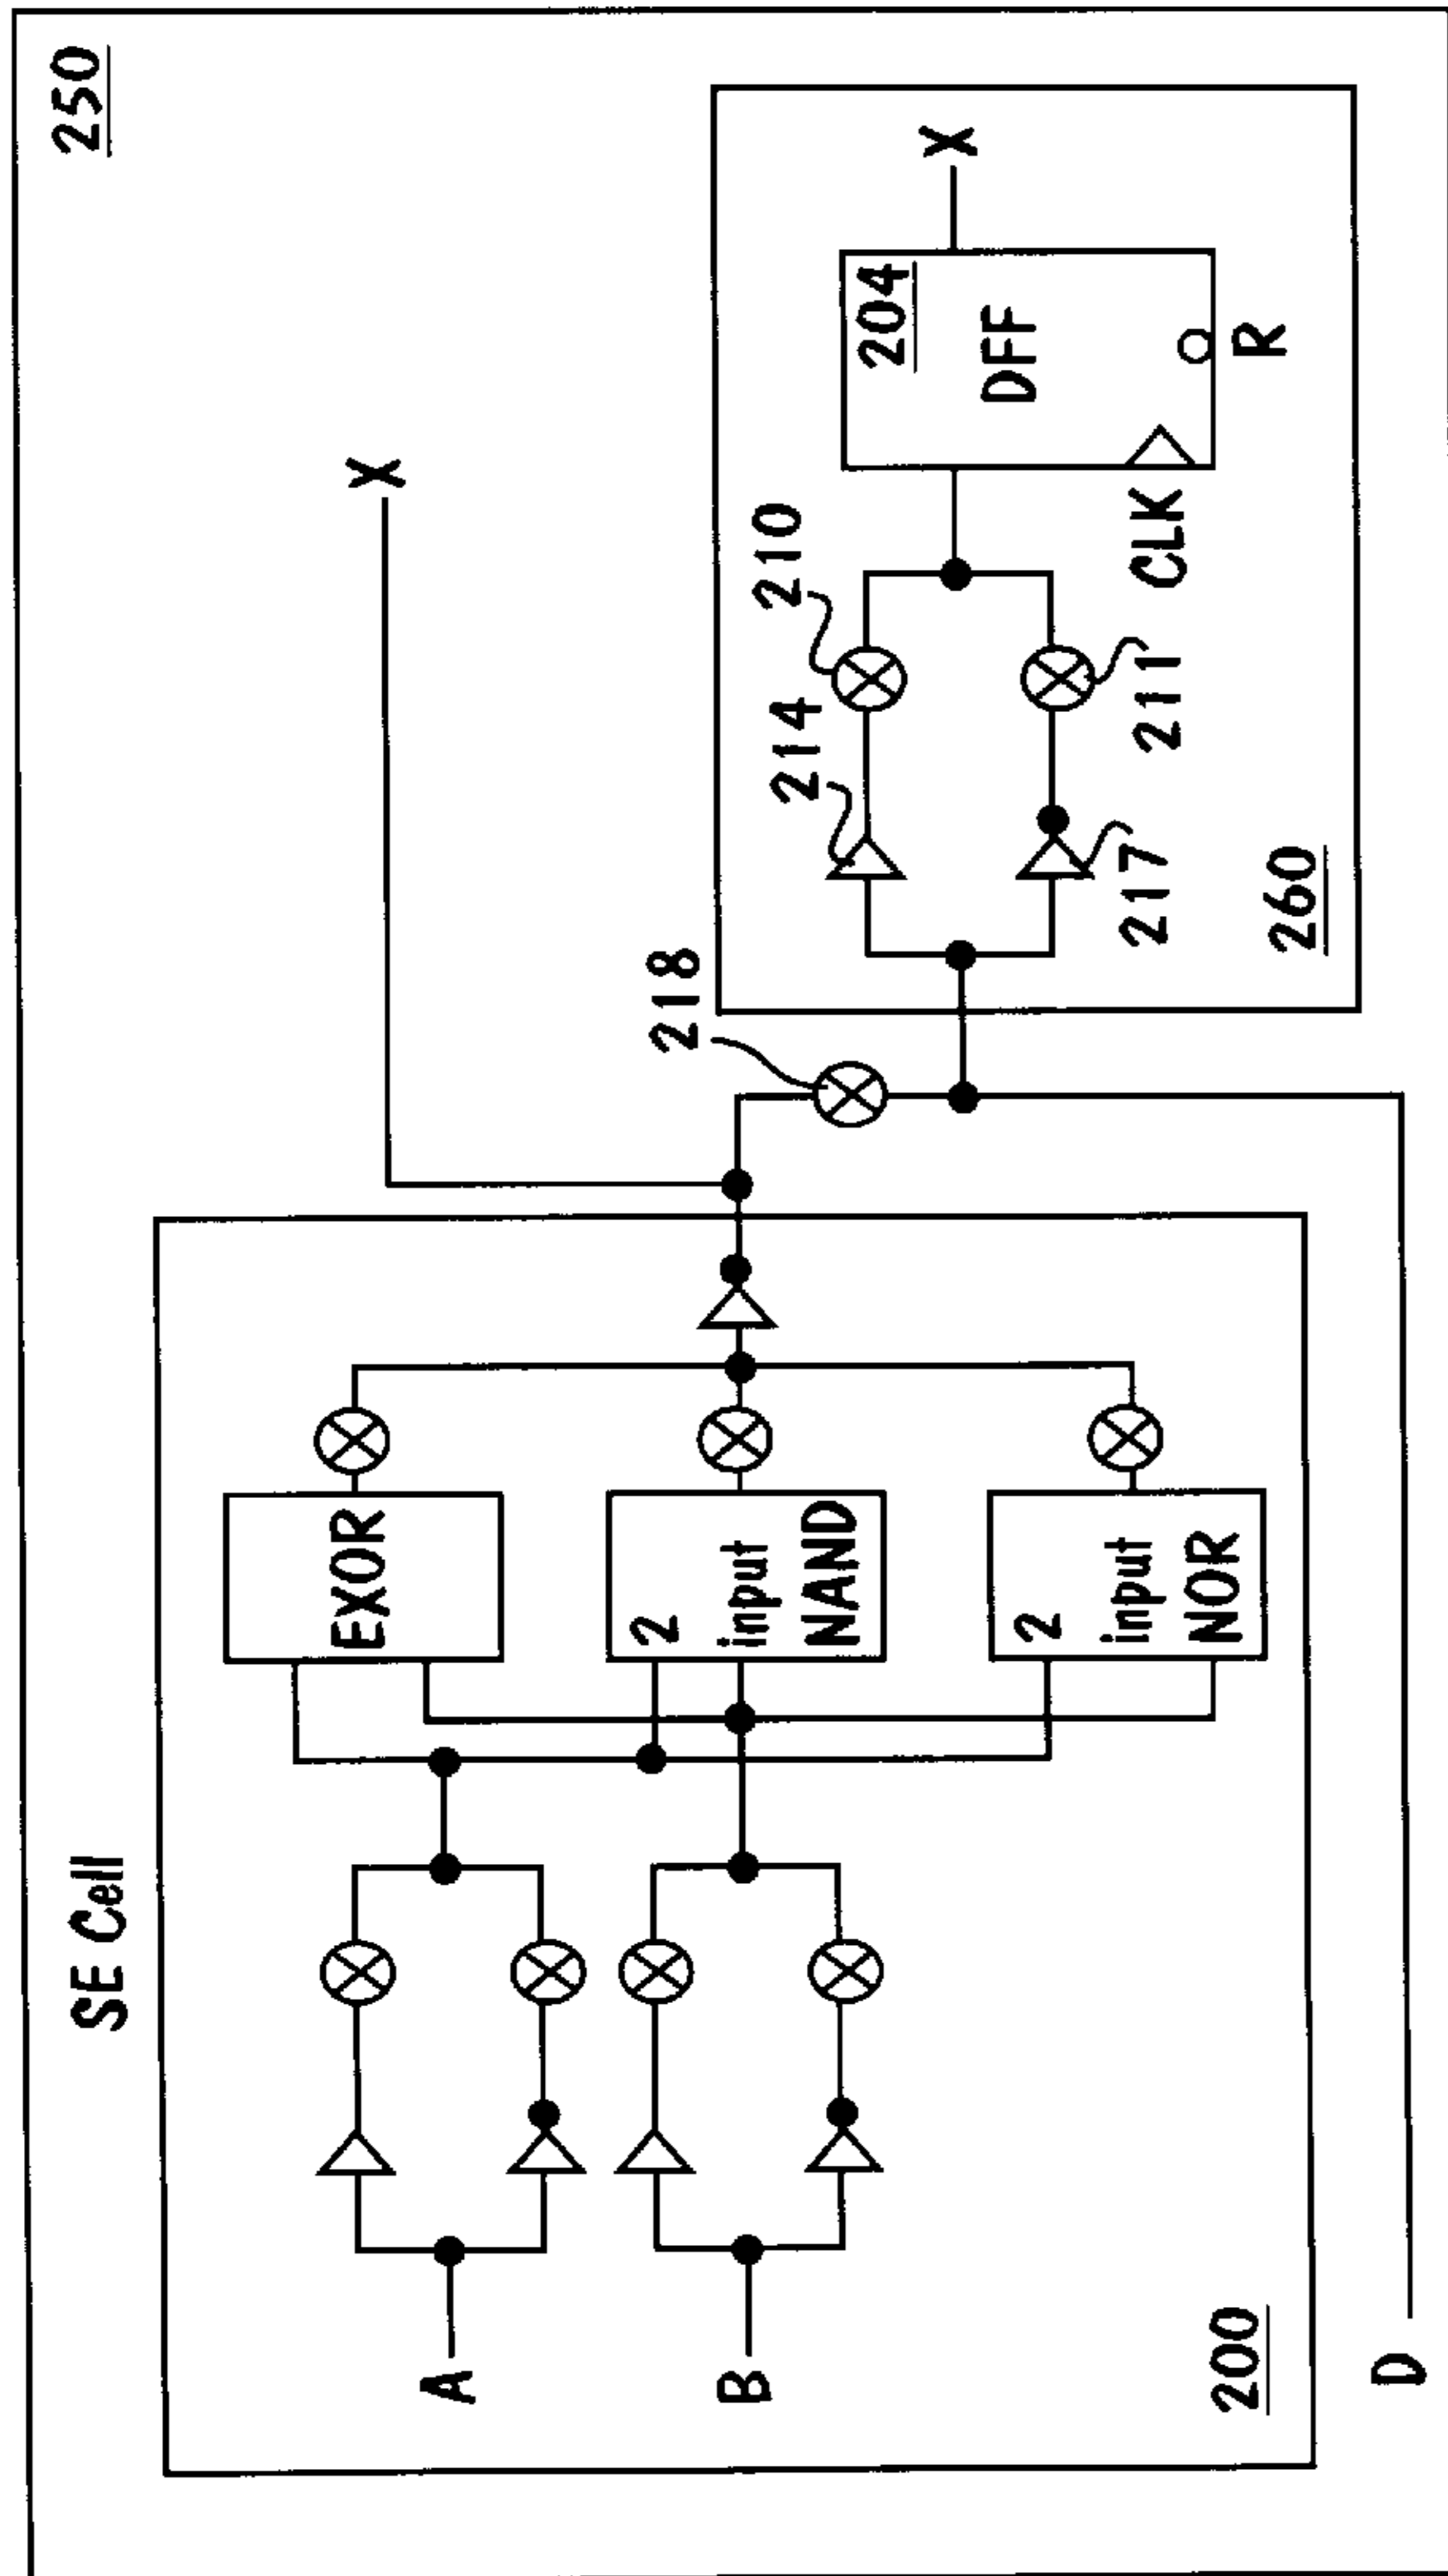 250
SE Cell
X
A
B
EXOR
2
input
NAND
2
input
NOR
200
D
218
214
210
217
211
CLK
204
DFF
R
X
260